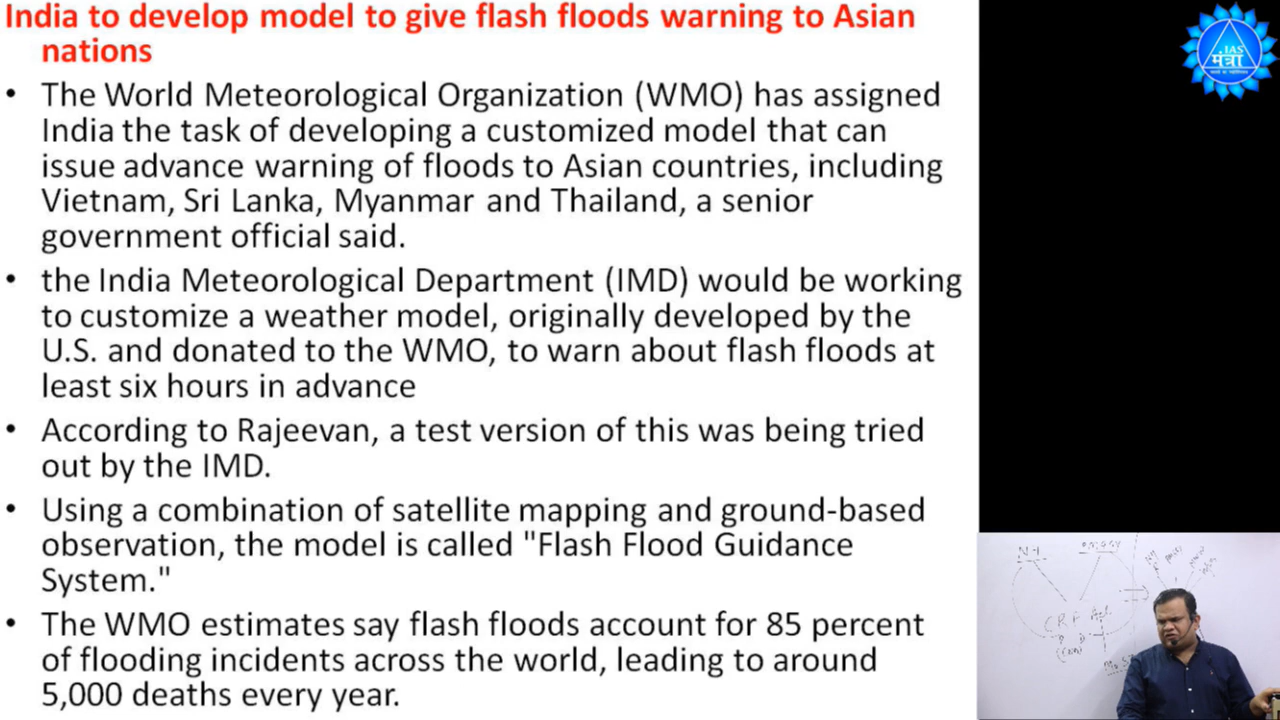 India to develop model to give flash floods warning to Asian
nations
• The World Meteorological Organization (WMO) has assigned
India the task of developing a customized model that can
issue advance warning of floods to Asian countries, including
Vietnam, Sri Lanka, Myanmar and Thailand, a senior
government official said.
• the India Meteorological Department (IMD) would be working
to customize a weather model, originally developed by the
U.S. and donated to the WMO, to warn about flash floods at
least six hours in advance
• According to Rajeevan, a test version of this was being tried
out by the IMD.
• Using a combination of satellite mapping and ground-based
observation, the model is called "Flash Flood Guidance
System."
• The WMO estimates say flash floods account for 85 percent
of flooding incidents across the world, leading to around
5,000 deaths every year.
IAS
मंत्रा